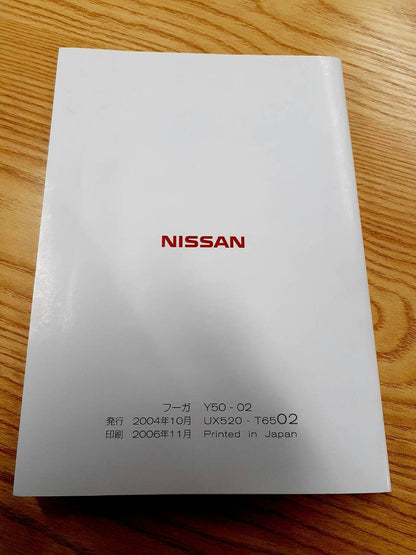 NISSAN
フーガ Y50 - 02
発行 2004年10月 UX520 - T6502
印刷 2006年11月 Printed in Japan